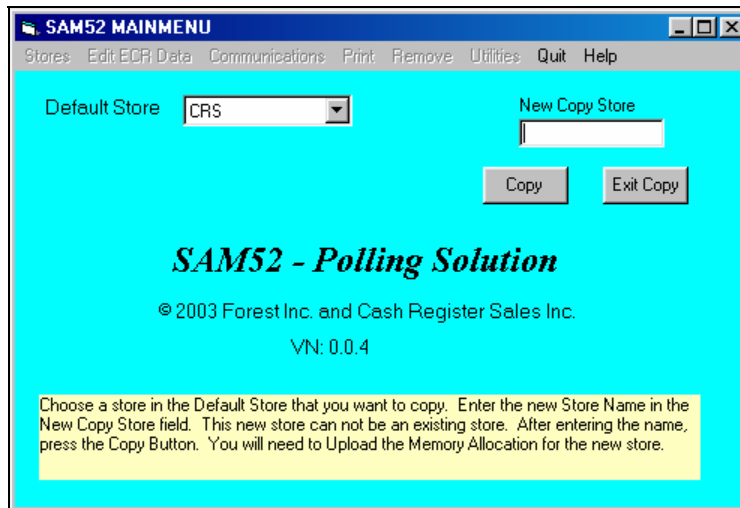 SAM52 MAINMENU
Stores Edit ECR Data Communications Print Remove Utilities Quit Help
Default Store CRS New Copy Store
Copy Exit Copy
SAM52 - Polling Solution
© 2003 Forest Inc. and Cash Register Sales Inc.
VN: 0.0.4
Choose a store in the Default Store that you want to copy. Enter the new Store Name in the
New Copy Store field. This new store can not be an existing store. After entering the name,
press the Copy Button. You will need to Upload the Memory Allocation for the new store.